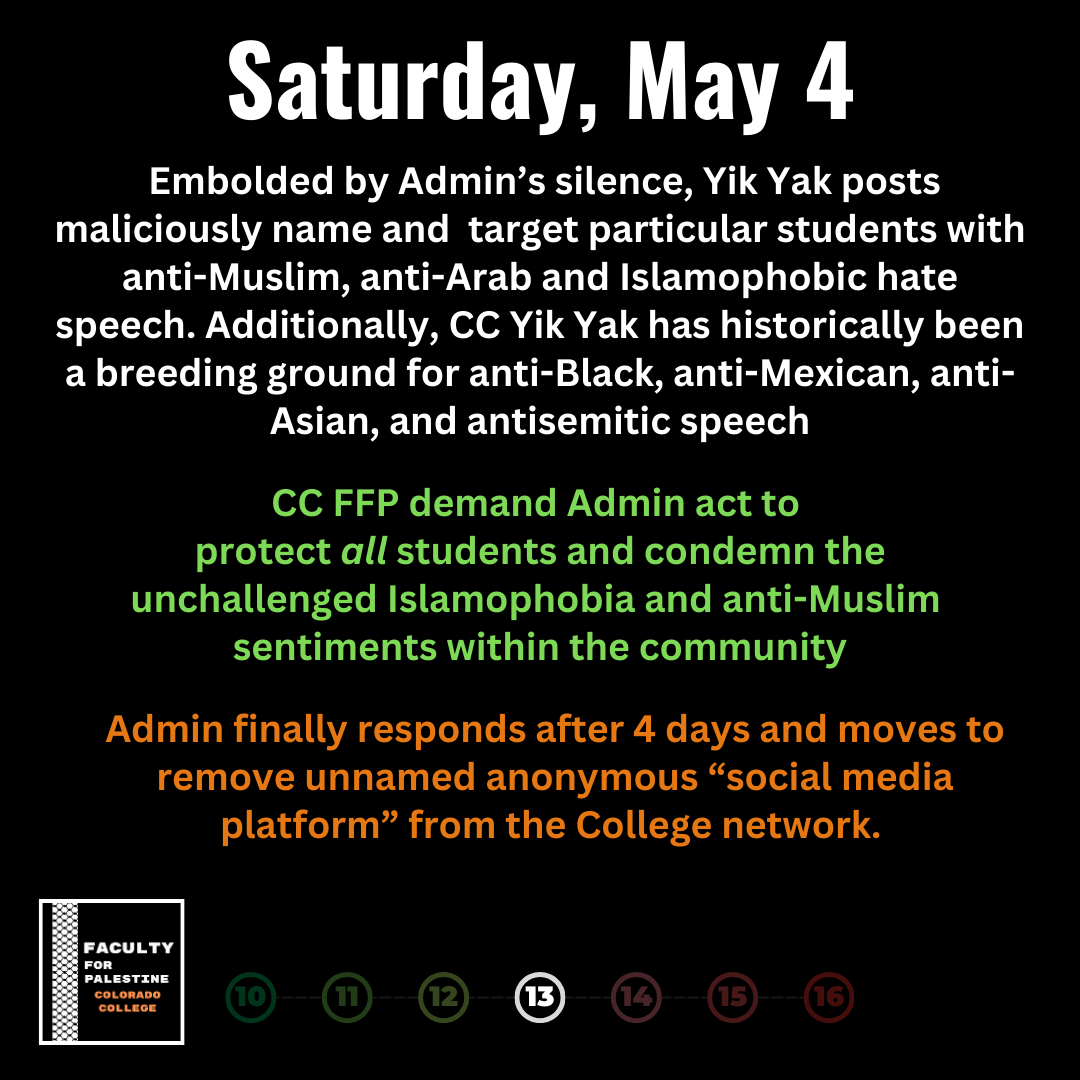 Saturday, May 4
Embolded by Admin’s silence, Yik Yak posts
maliciously name and  target particular students with
anti-Muslim, anti-Arab and Islamophobic hate
speech. Additionally, CC Yik Yak has historically been
a breeding ground for anti-Black, anti-Mexican, anti-
Asian, and antisemitic speech
CC FFP demand Admin act to
protect all students and condemn the
unchallenged Islamophobia and anti-Muslim
sentiments within the community
Admin finally responds after 4 days and moves to
remove unnamed anonymous “social media
platform” from the College network.
FACULTY
FOR
PALESTINE
COLORADO
COLLEGE
10 11 12 13 14 15 16